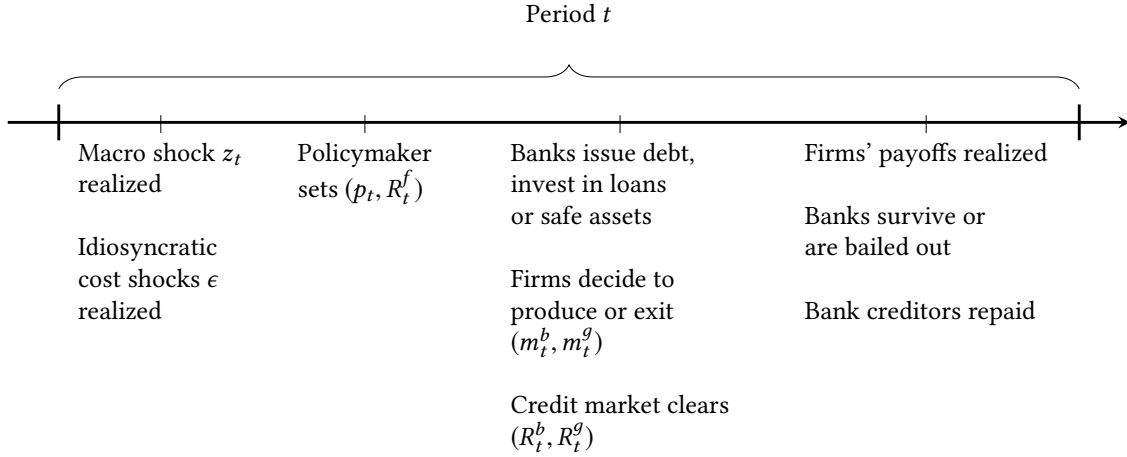 Period t
Macro shock z_t
realized
Idiosyncratic
cost shocks ϵ
realized
Policymaker
sets (p_t, R_t^f)
Banks issue debt,
invest in loans
or safe assets
Firms decide to
produce or exit
(m_t^b, m_t^g)
Credit market clears
(R_t^b, R_t^g)
Firms’ payoffs realized
Banks survive or
are bailed out
Bank creditors repaid